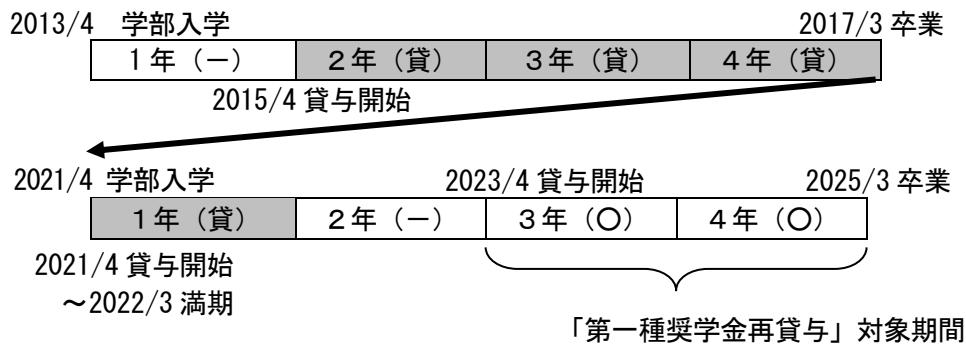 2013/4 学部入学 2017/3 卒業
1年(-) 2年(貸) 3年(貸) 4年(貸)
2015/4 貸与開始
2021/4 学部入学 2023/4 貸与開始 2025/3 卒業
1年(貸) 2年(-) 3年(〇) 4年(〇)
2021/4 貸与開始
～2022/3 満期
「第一種奨学金再貸与」対象期間